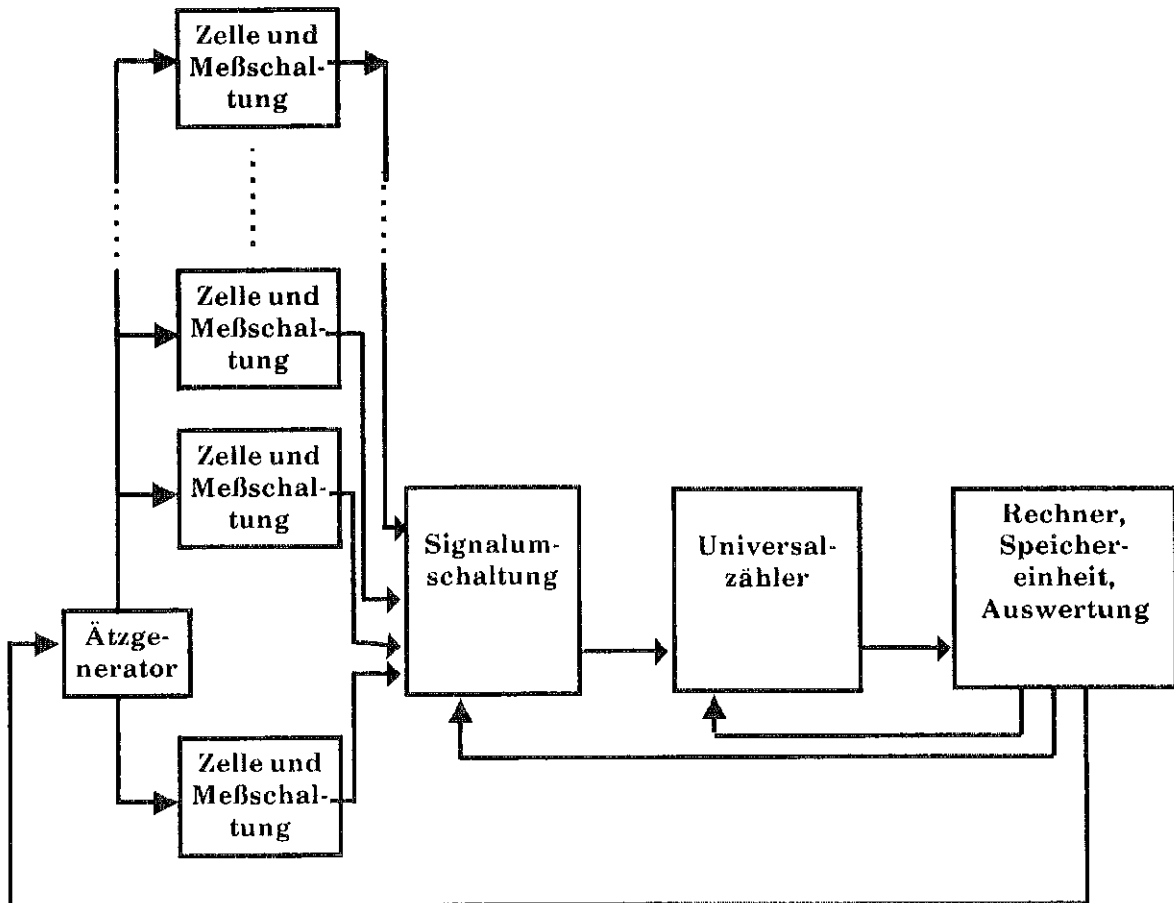 Zelle und
Meßschal-
tung
Zelle und
Meßschal-
tung
Zelle und
Meßschal-
tung
Signalum-
schaltung
Universal-
zähler
Rechner,
Speicher-
einheit,
Auswertung
Ätzge-
nerator
Zelle und
Meßschal-
tung